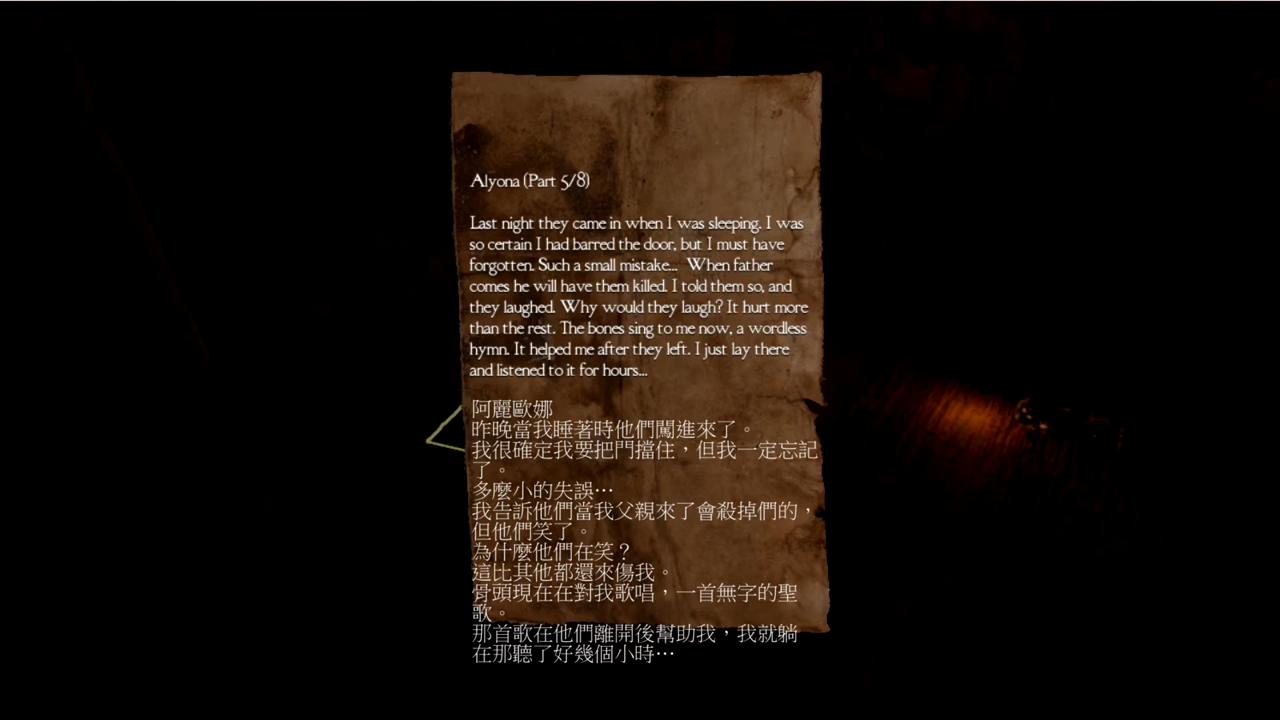 Alyona (Part 5/8)
Last night they came in when I was sleeping. I was
so certain I had barred the door, but I must have
forgotten. Such a small mistake... When father
comes he will have them killed. I told them so, and
they laughed. Why would they laugh? It hurt more
than the rest. The bones sing to me now, a wordless
hymn. It helped me after they left. I just lay there
and listened to it for hours...
阿麗歐娜
昨晚當我睡著時他們闖進來了。
我很確定我要把門擋住，但我一定忘記
了。
多麼小的失誤…
我告訴他們當我父親來了會殺掉們的，
但他們笑了。
為什麼他們在笑？
這比其他都還來傷我。
骨頭現在在對我歌唱，一首無字的聖
歌。
那首歌在他們離開後幫助我，我就躺
在那聽了好幾個小時…